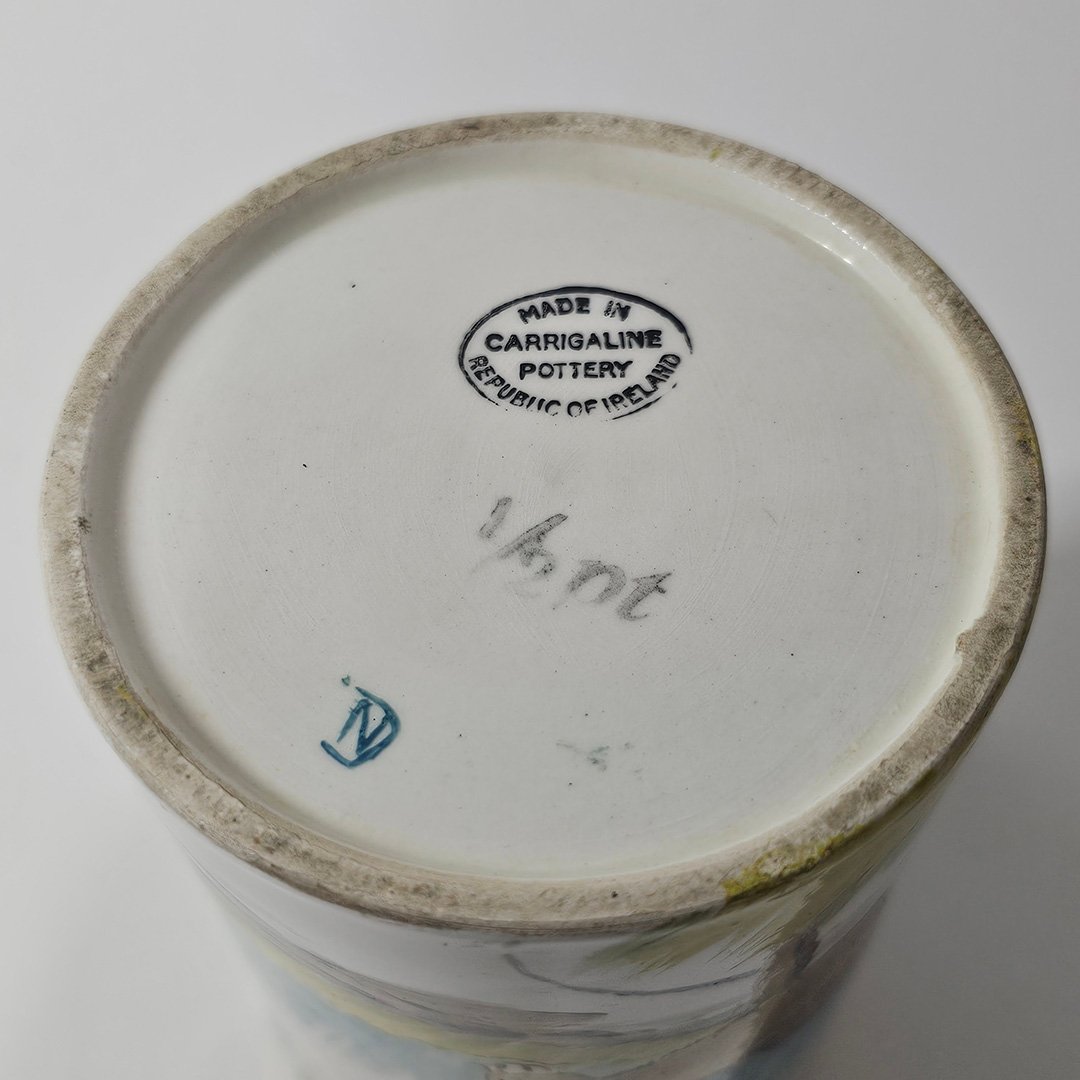 MADE IN
CARRIGALINE
POTTERY
REPUBLIC OF IRELAND
1/2 pt